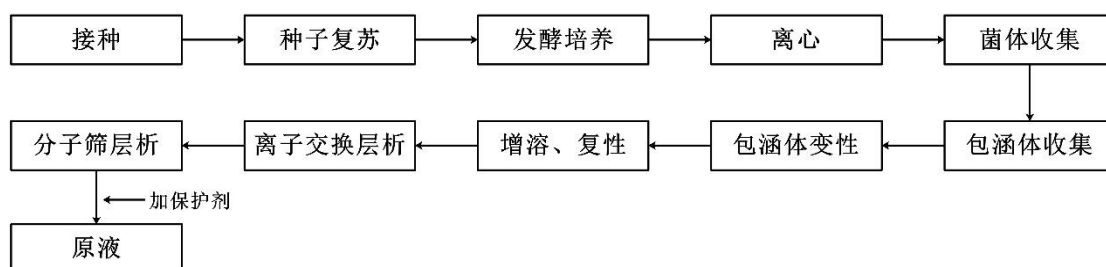 接种
种子复苏
发酵培养
离心
菌体收集
包涵体收集
包涵体变性
增溶、复性
离子交换层析
分子筛层析
加保护剂
原液